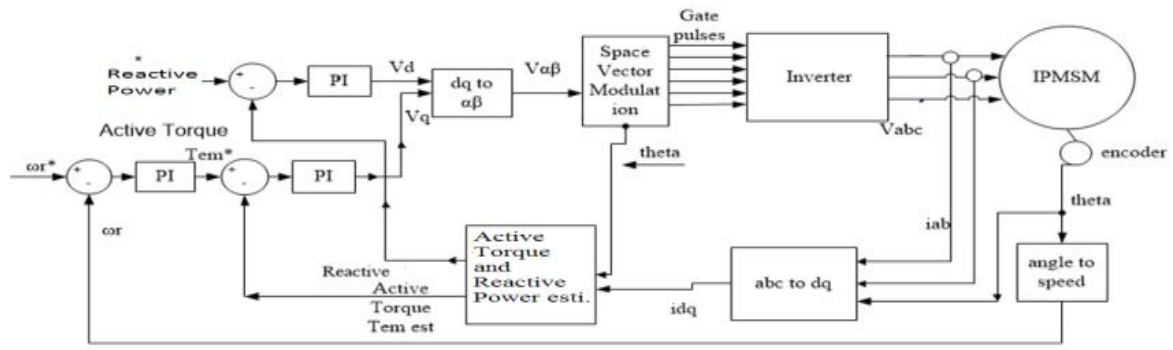 Gate
pulses
*
Reactive
Power
+
-
PI
Vd
dq to
αβ
Vαβ
Space
Vector
Modulat
ion
Inverter
IPMSM
Vq
Vabc
Active Torque
ωr*
+
-
PI
Tem*
+
-
PI
theta
encoder
theta
ωr
iab
Reactive
Active
Torque
Tem est
Active
Torque
and
Reactive
Power esti.
idq
abc to dq
angle to
speed